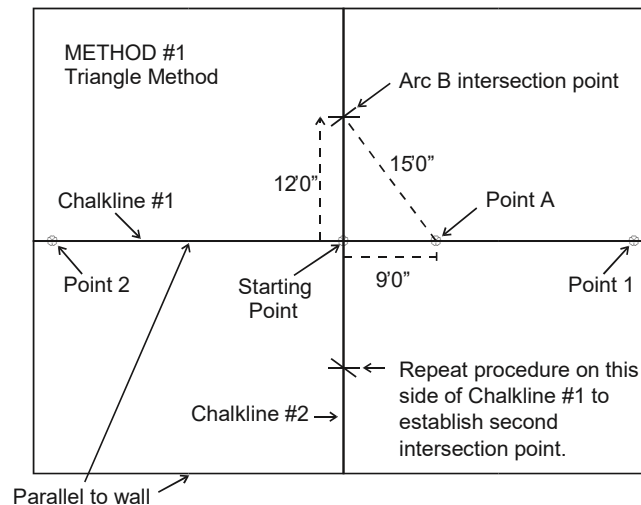 METHOD #1
Triangle Method
Arc B intersection point
12'0”
15'0”
Chalkline #1
Point A
Point 2
Starting
Point
9'0”
Point 1
Chalkline #2
Repeat procedure on this
side of Chalkline #1 to
establish second
intersection point.
Parallel to wall